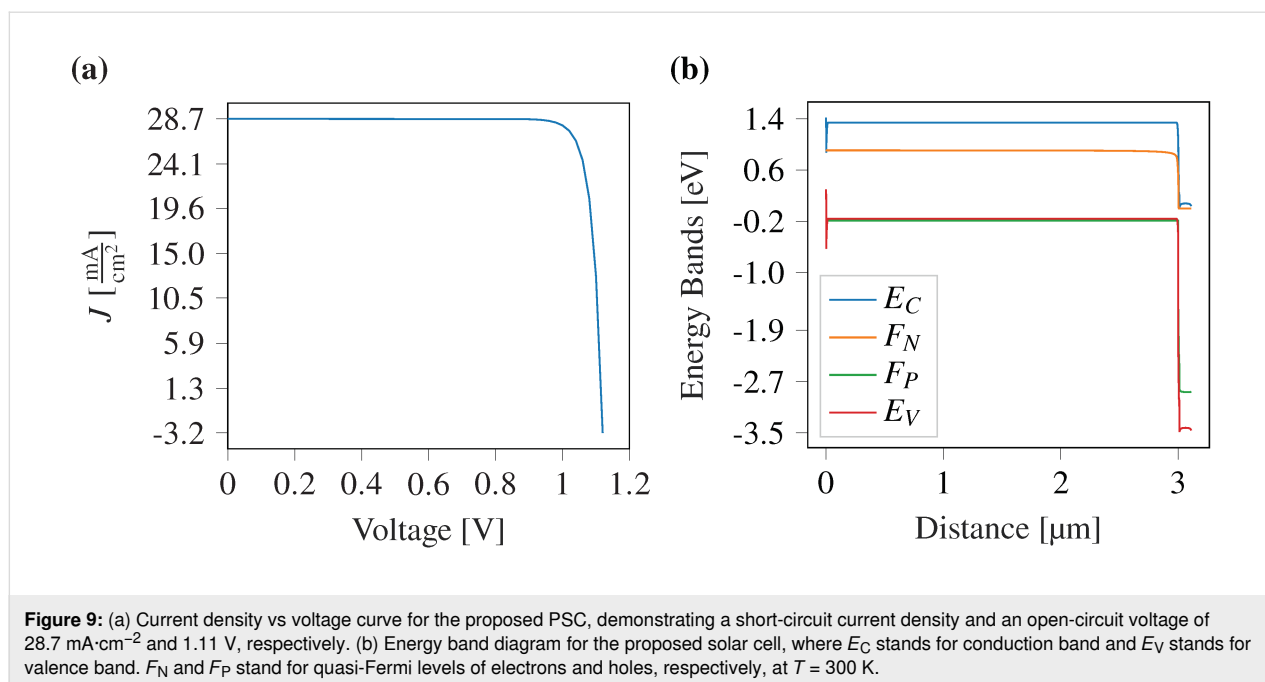 (a)
28.7
24.1
19.6
15.0
10.5
5.9
1.3
-3.2
J [mA/cm²]
0 0.2 0.4 0.6 0.8 1 1.2
Voltage [V]
(b)
1.4
0.6
-0.2
-1.0
-1.9
-2.7
-3.5
Energy Bands [eV]
E_C
F_N
F_P
E_V
0 1 2 3
Distance [μm]
Figure 9: (a) Current density vs voltage curve for the proposed PSC, demonstrating a short-circuit current density and an open-circuit voltage of
28.7 mA·cm⁻² and 1.11 V, respectively. (b) Energy band diagram for the proposed solar cell, where E_C stands for conduction band and E_V stands for
valence band. F_N and F_P stand for quasi-Fermi levels of electrons and holes, respectively, at T = 300 K.